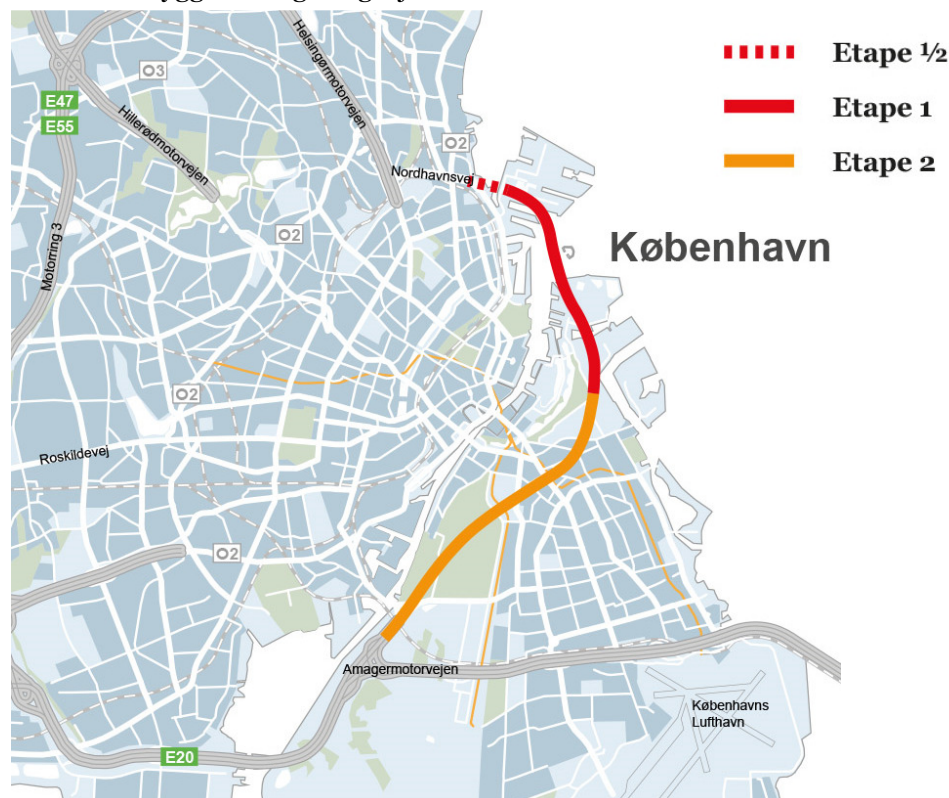 Etape ½
Etape 1
Etape 2
København
E47
E55
O3
Hillerødmotorvejen
Helsingørmotorvejen
O2
Nordhavnsvej
O2
Motorring 3
O2
Roskildevej
O2
Amagermotorvejen
Københavns
Lufthavn
E20